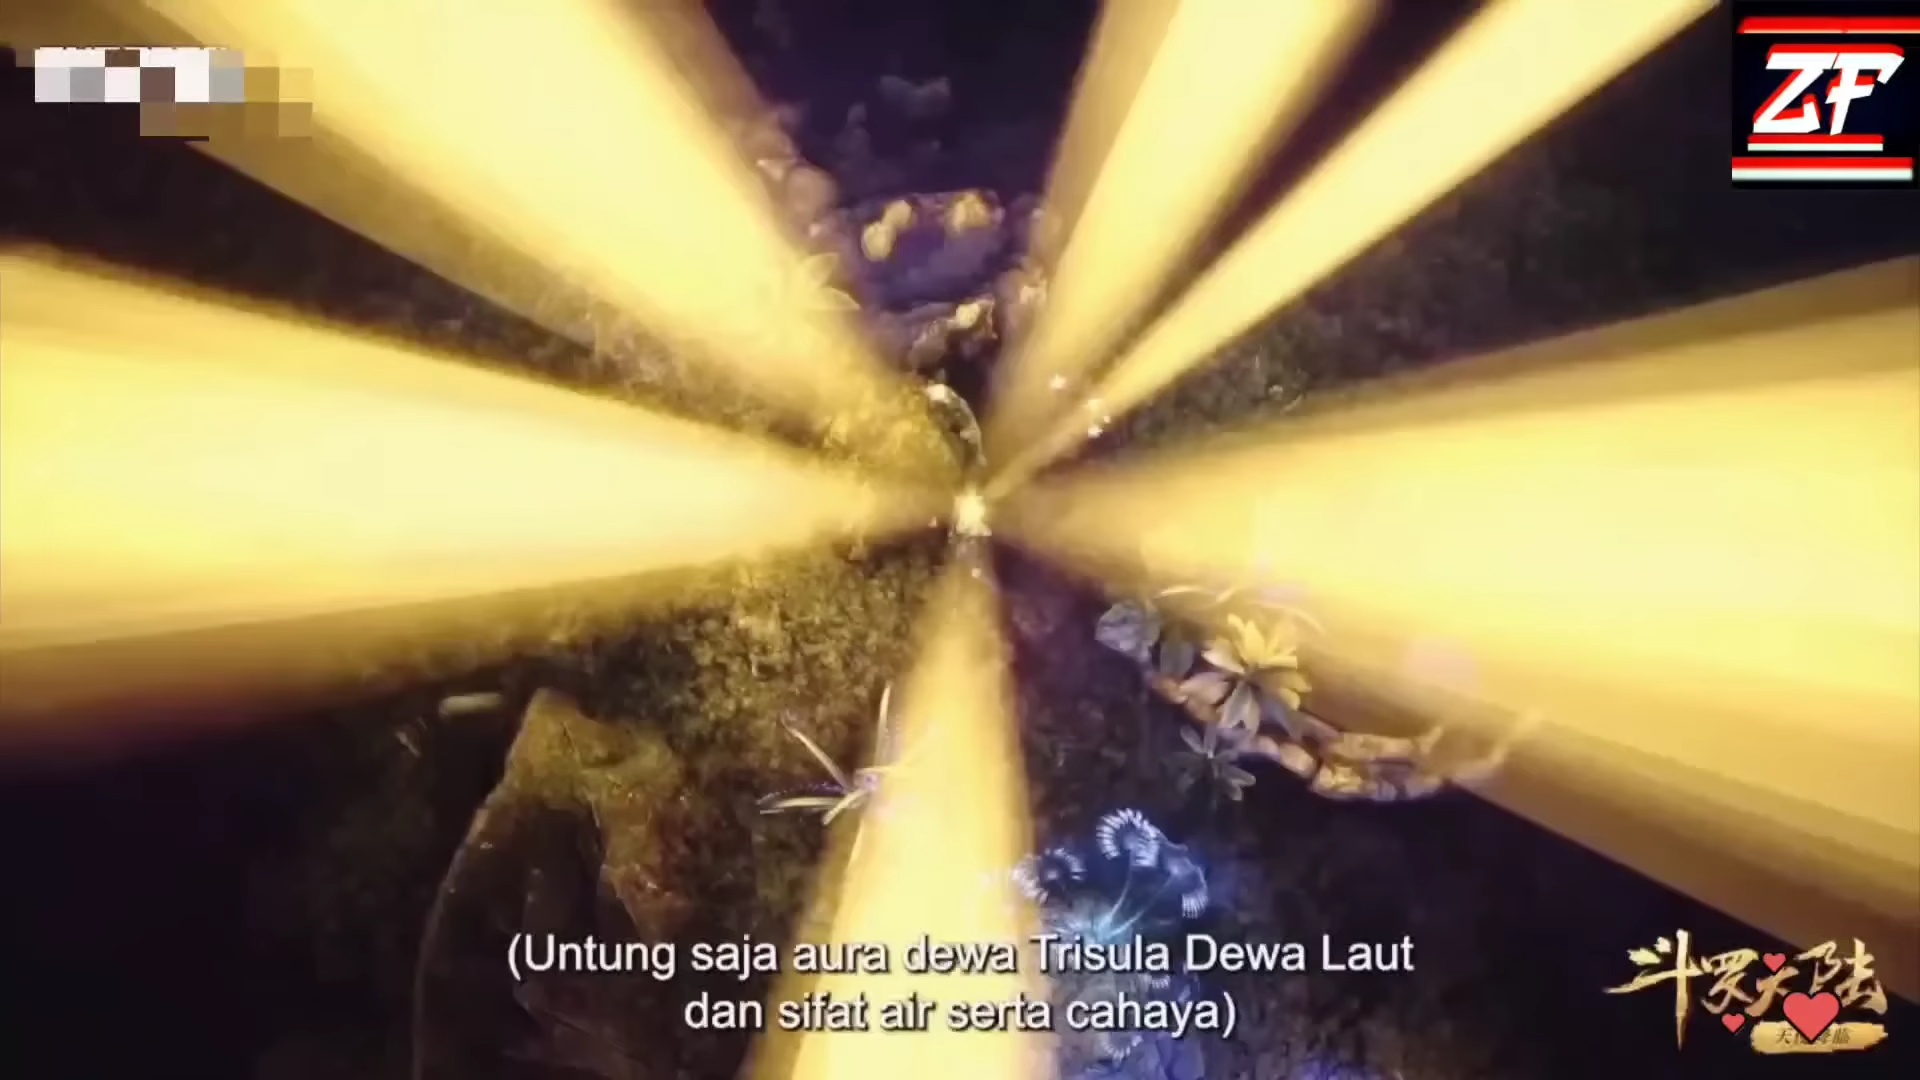 ZF
(Untung saja aura dewa Trisula Dewa Laut
dan sifat air serta cahaya)
斗罗大陆